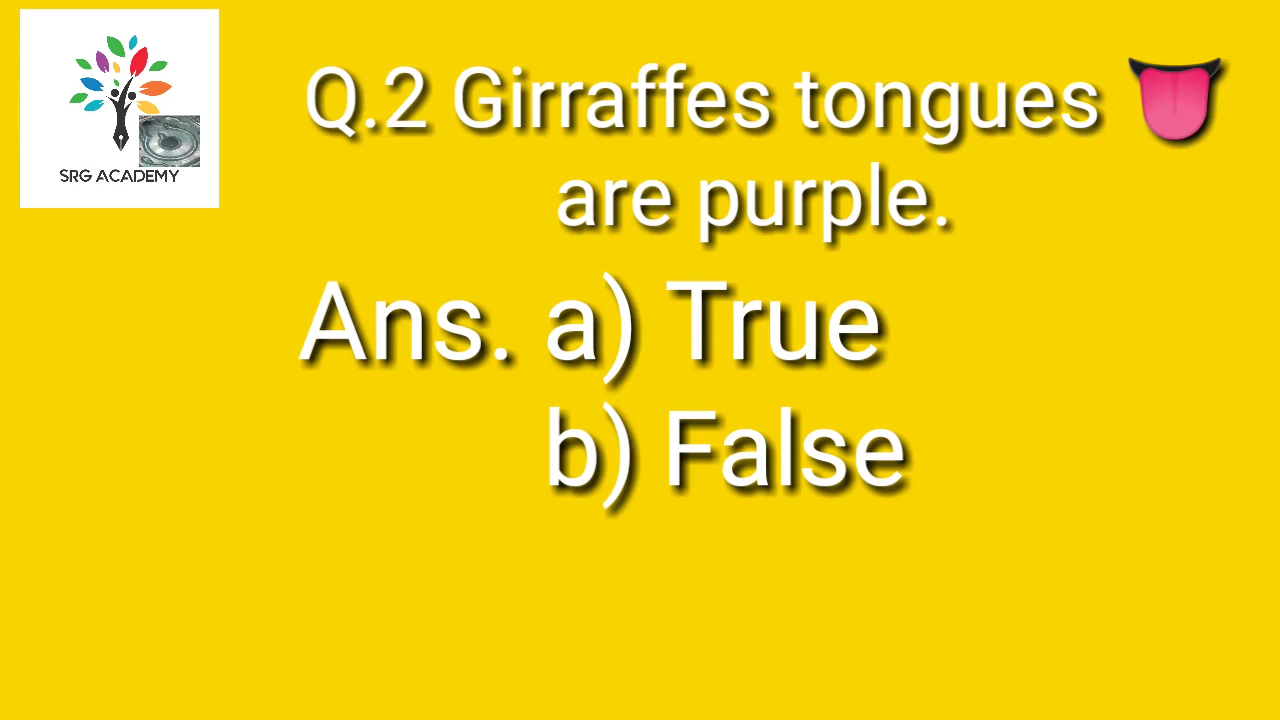 SRG ACADEMY
Q.2 Girraffes tongues 👅
are purple.
Ans. a) True
b) False